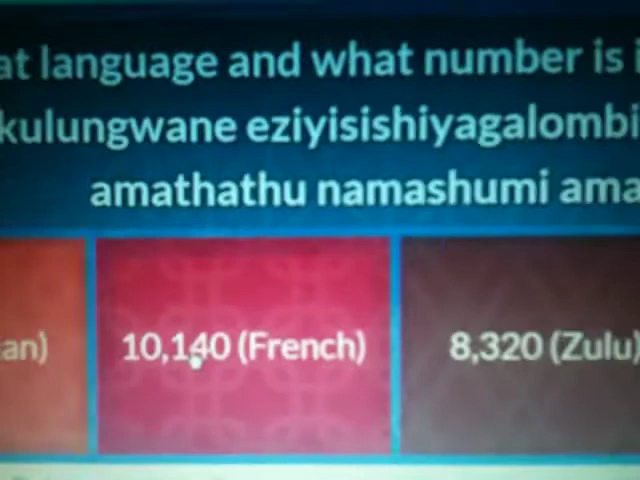 at language and what number is i
kulungwane eziyisishiyagalombi
amathathu namashumi ama
an) 10,140 (French) 8,320 (Zulu)